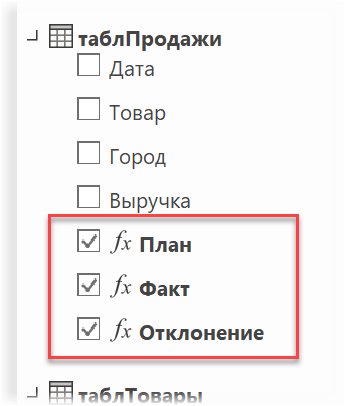 таблПродажи
Дата
Товар
Город
Выручка
fx План
fx Факт
fx Отклонение
таблТовары